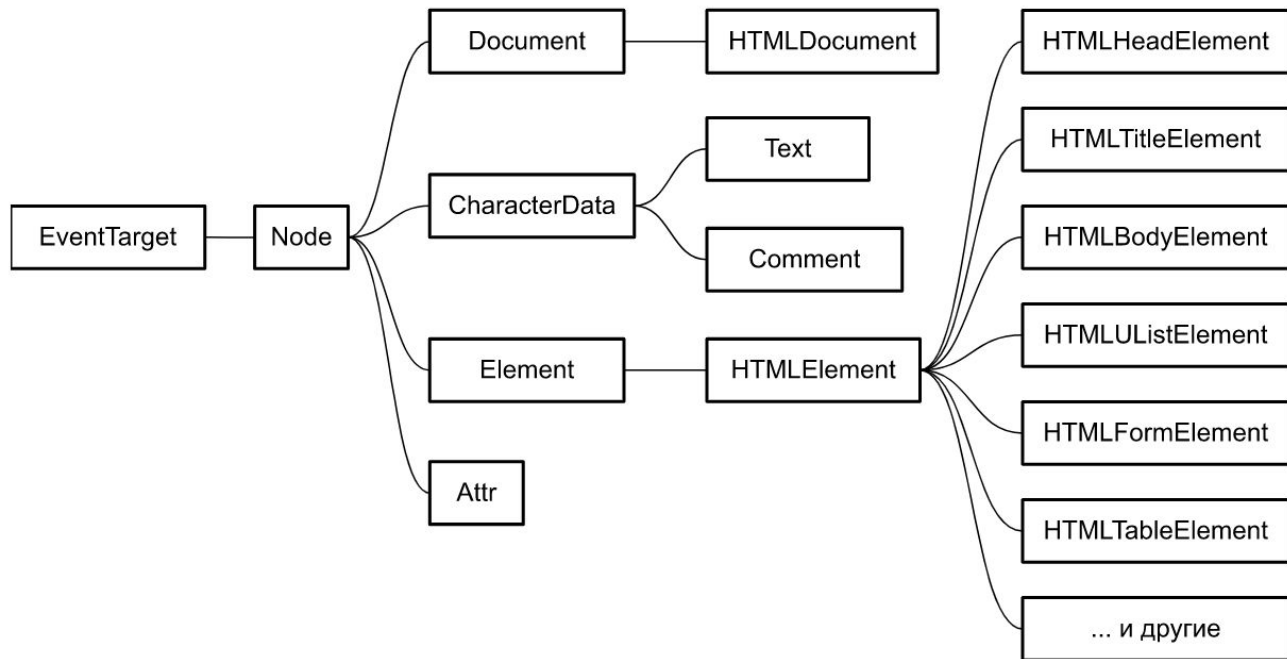 EventTarget
Node
Document
HTMLDocument
CharacterData
Text
Comment
Element
HTMLElement
Attr
HTMLHeadElement
HTMLTitleElement
HTMLBodyElement
HTMLUListElement
HTMLFormElement
HTMLTableElement
... и другие